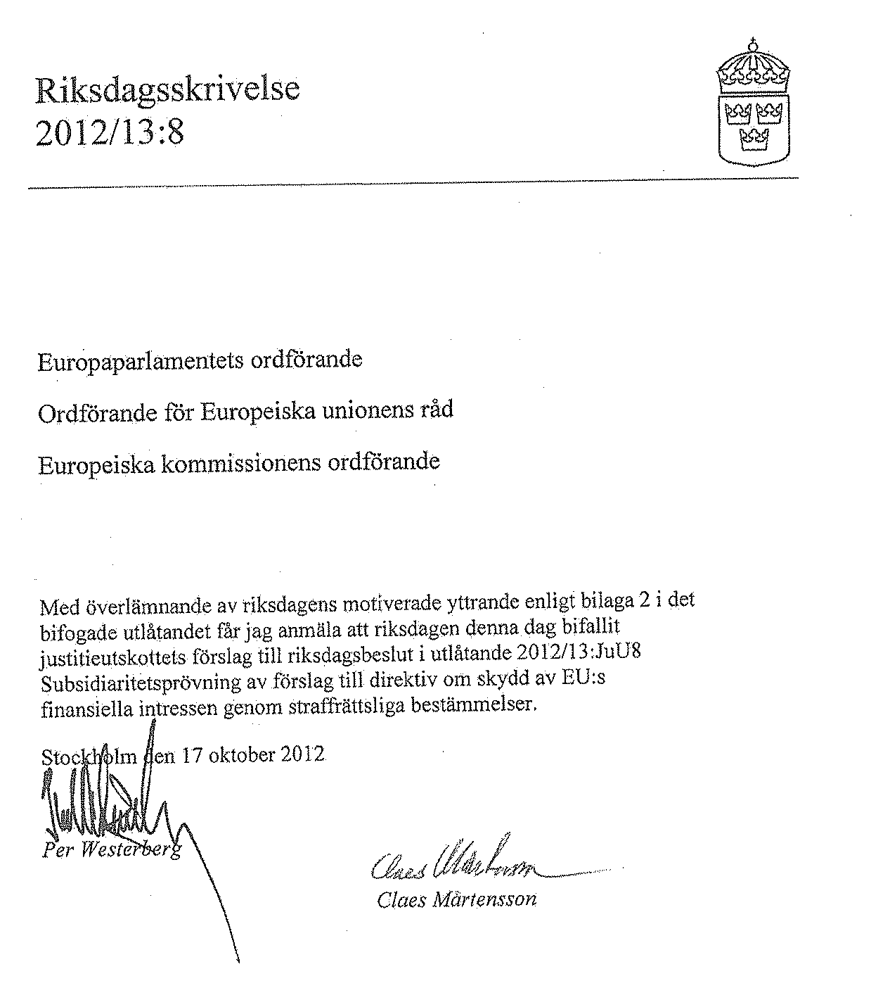 Riksdagsskrivelse
2012/13:8
Europaparlamentets ordförande
Ordförande för Europeiska unionens råd
Europeiska kommissionens ordförande
Med överlämnande av riksdagens motiverade yttrande enligt bilaga 2 i det
bifogade utlåtandet får jag anmäla att riksdagen denna dag bifallit
justitieutskottets förslag till riksdagsbeslut i utlåtande 2012/13:JuU8
Subsidiaritetsprövning av förslag till direktiv om skydd av EU:s
finansiella intressen genom straffrättsliga bestämmelser.
Stockholm den 17 oktober 2012
Per Westerberg
Claes Mårtensson
Claes Mårtensson